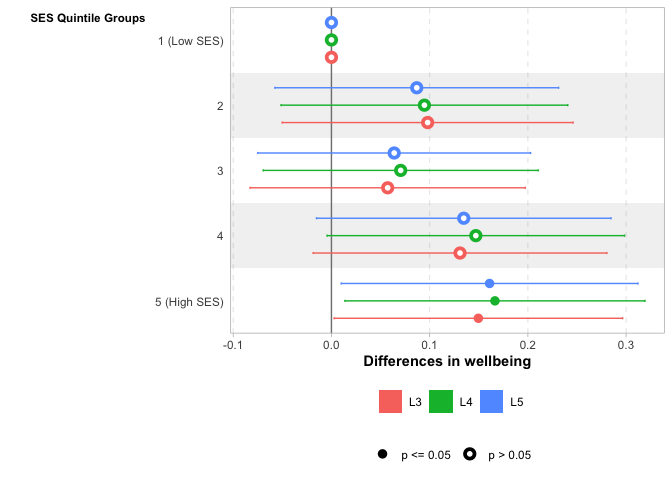 SES Quintile Groups
1 (Low SES)
2
3
4
5 (High SES)
-0.1 0.0 0.1 0.2 0.3
Differences in wellbeing
L3 L4 L5
p <= 0.05 p > 0.05